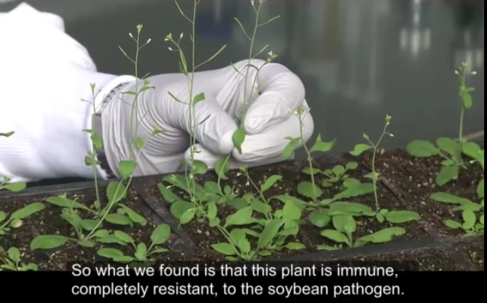 So what we found is that this plant is immune,
completely resistant, to the soybean pathogen.